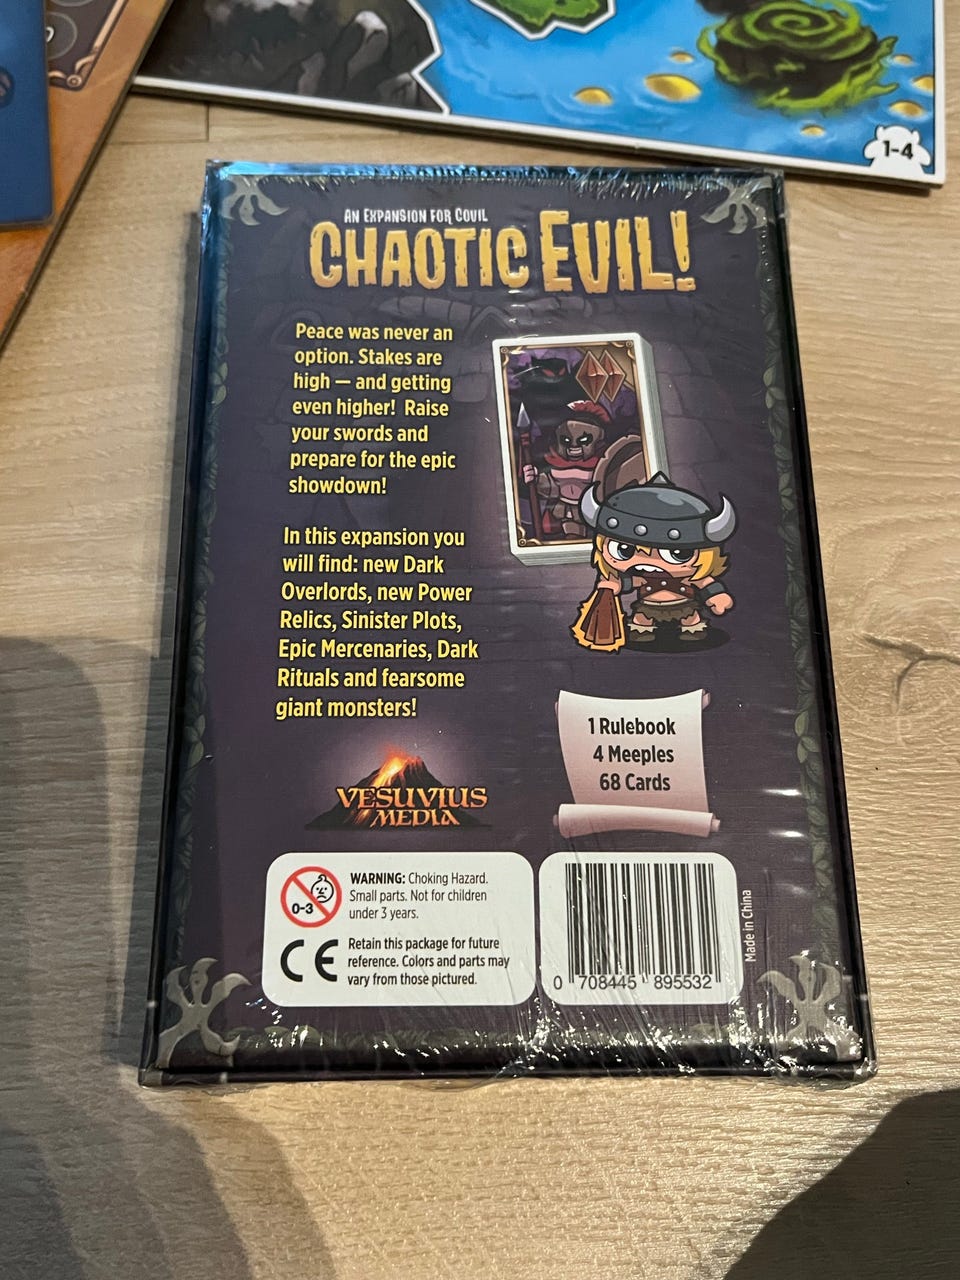 1-4
AN EXPANSION FOR COVIL
CHAOTIC EVIL!
Peace was never an
option. Stakes are
high — and getting
even higher! Raise
your swords and
prepare for the epic
showdown!
In this expansion you
will find: new Dark
Overlords, new Power
Relics, Sinister Plots,
Epic Mercenaries, Dark
Rituals and fearsome
giant monsters!
1 Rulebook
4 Meeples
68 Cards
VESUVIUS
MEDIA
0-3
WARNING: Choking Hazard.
Small parts. Not for children
under 3 years.
CE
Retain this package for future
reference. Colors and parts may
vary from those pictured.
0 708445 895532
Made in China